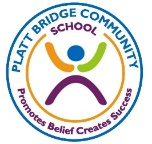 PLATT BRIDGE COMMUNITY
SCHOOL
Promotes Belief Creates Success